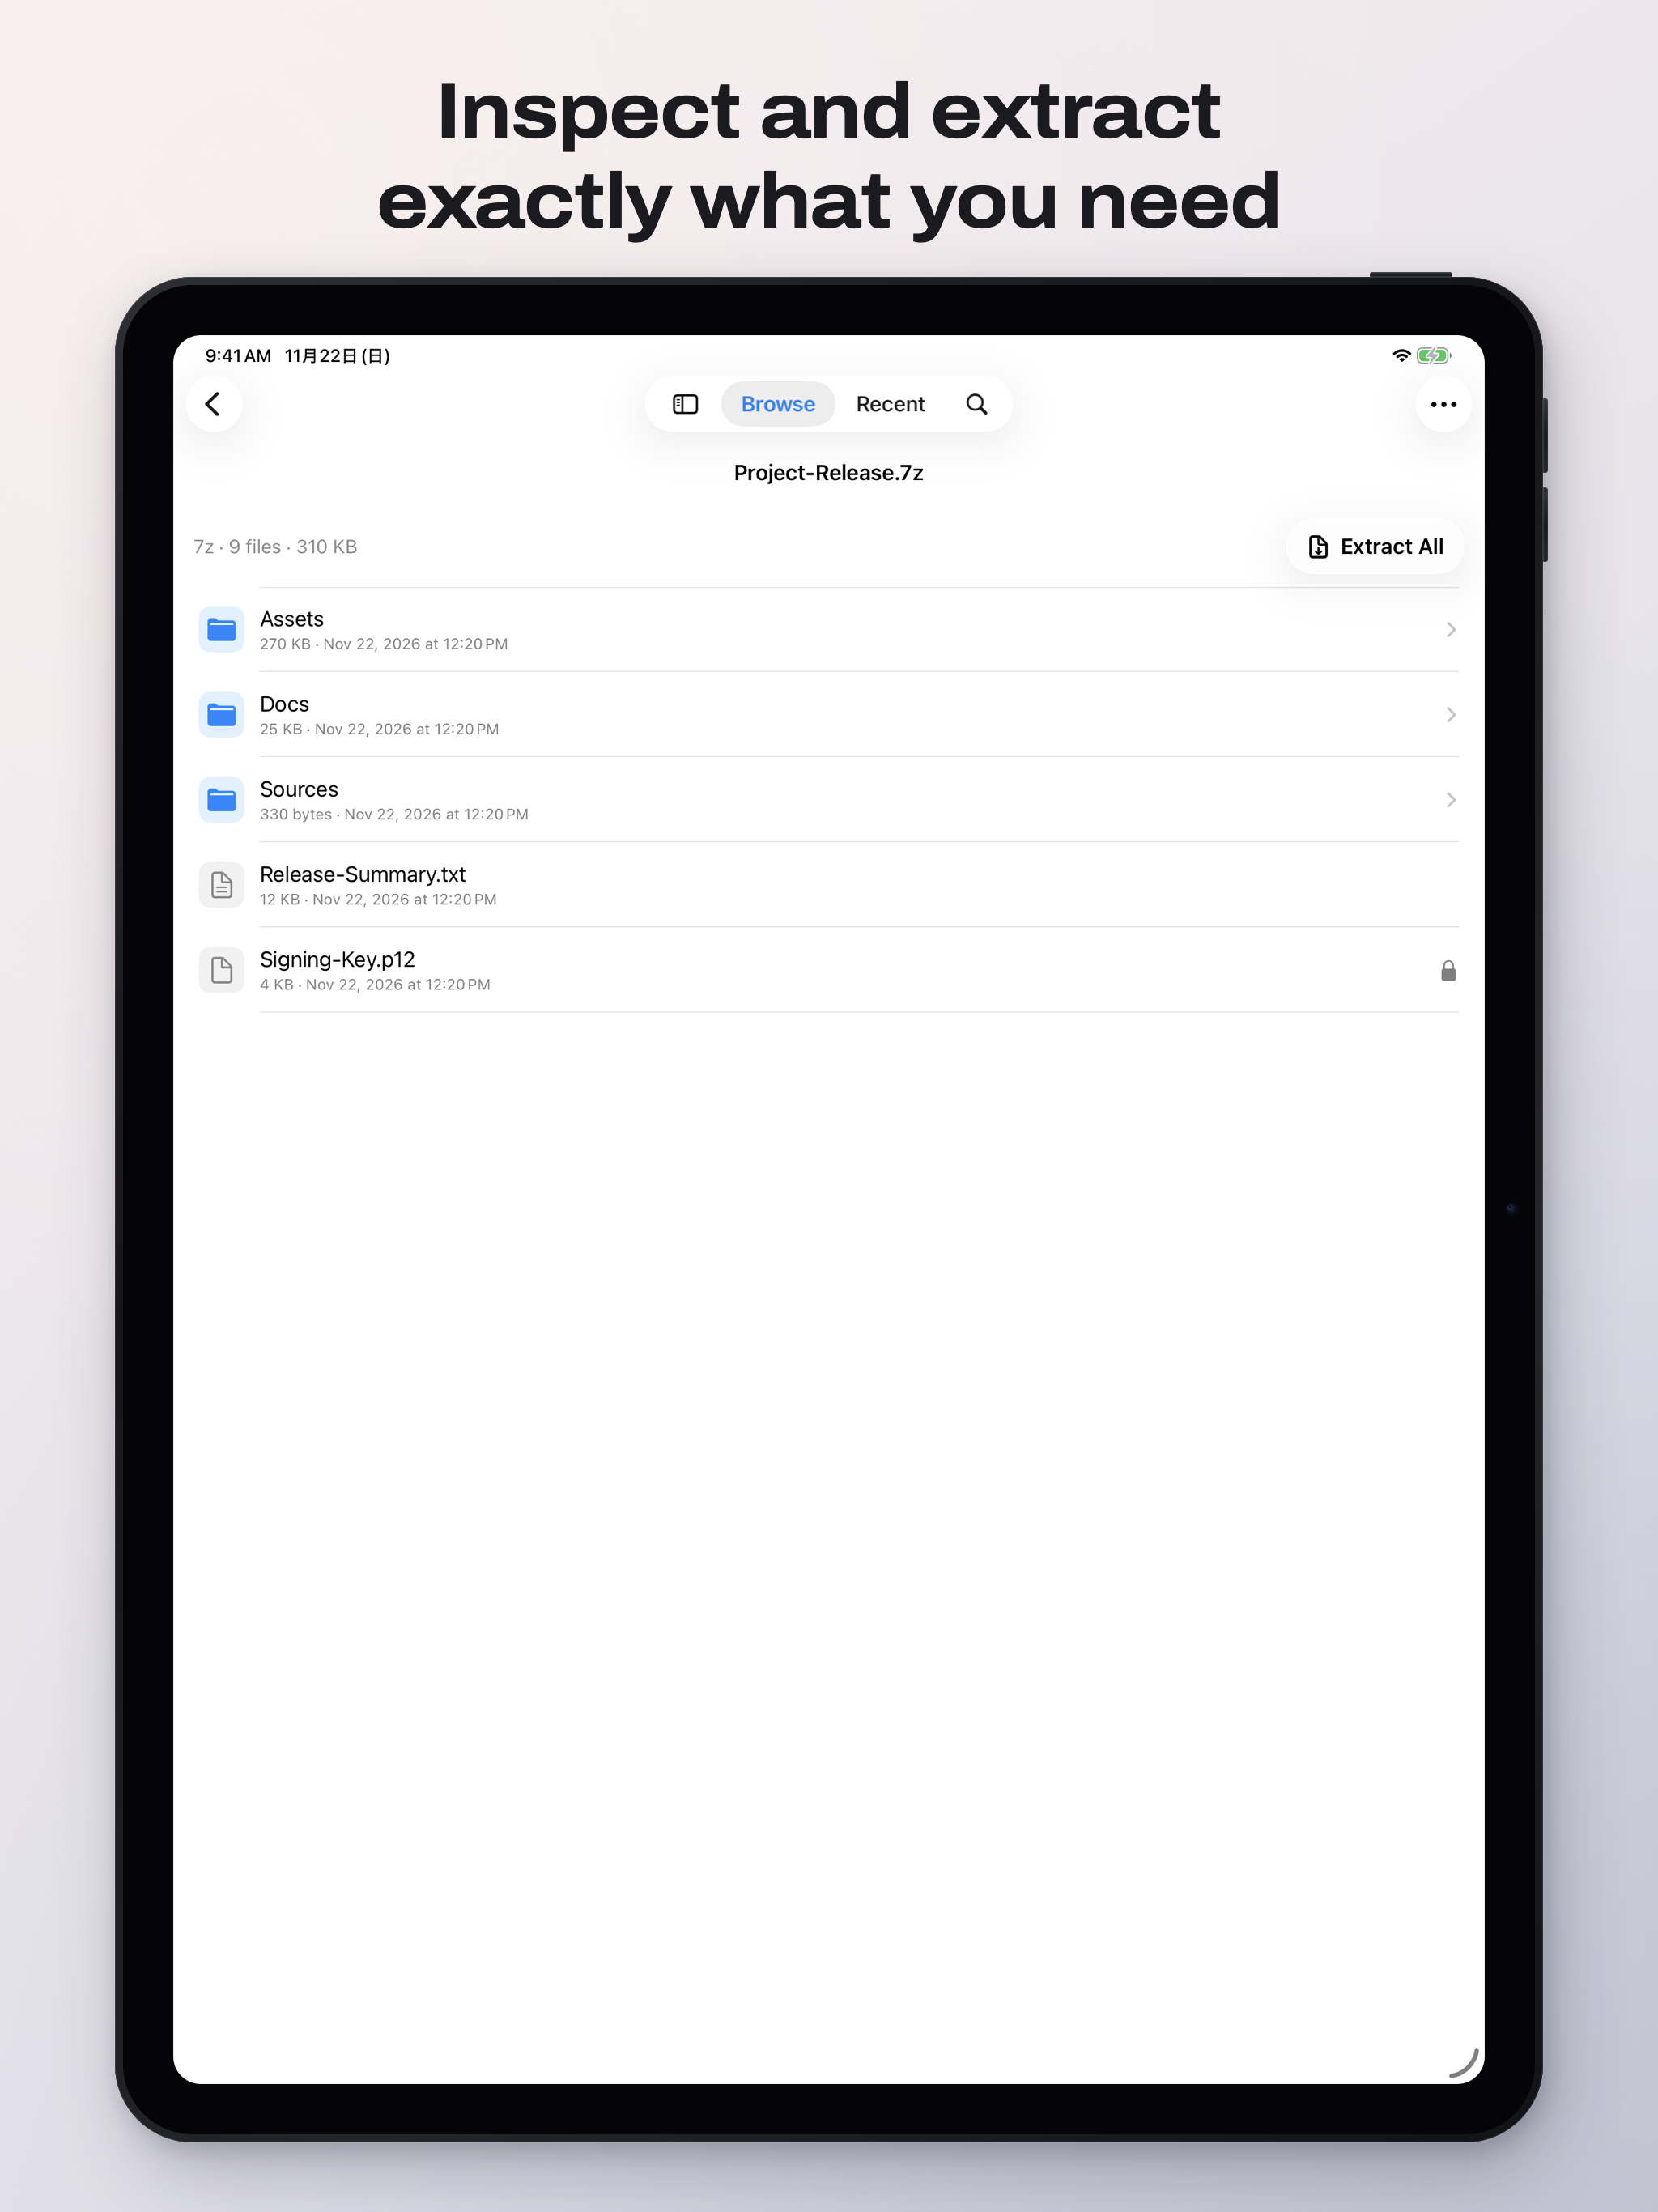 Inspect and extract
exactly what you need
9:41 AM 11月22日 (日)
Browse Recent
Project-Release.7z
7z · 9 files · 310 KB
Extract All
Assets
270 KB · Nov 22, 2026 at 12:20 PM
Docs
25 KB · Nov 22, 2026 at 12:20 PM
Sources
330 bytes · Nov 22, 2026 at 12:20 PM
Release-Summary.txt
12 KB · Nov 22, 2026 at 12:20 PM
Signing-Key.p12
4 KB · Nov 22, 2026 at 12:20 PM